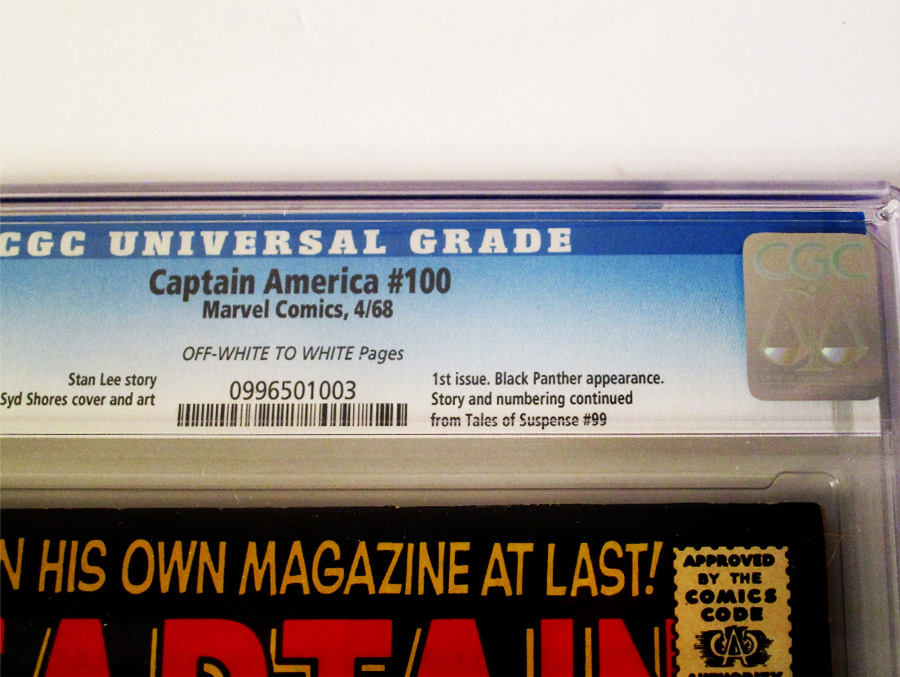 CGC UNIVERSAL GRADE
CGC
Captain America #100
Marvel Comics, 4/68
OFF-WHITE TO WHITE Pages
Stan Lee story
Syd Shores cover and art
0996501003
1st issue. Black Panther appearance.
Story and numbering continued
from Tales of Suspense #99
N HIS OWN MAGAZINE AT LAST!
CAPTAIN
APPROVED
BY THE
COMICS
CODE
CA
AUTHORITY